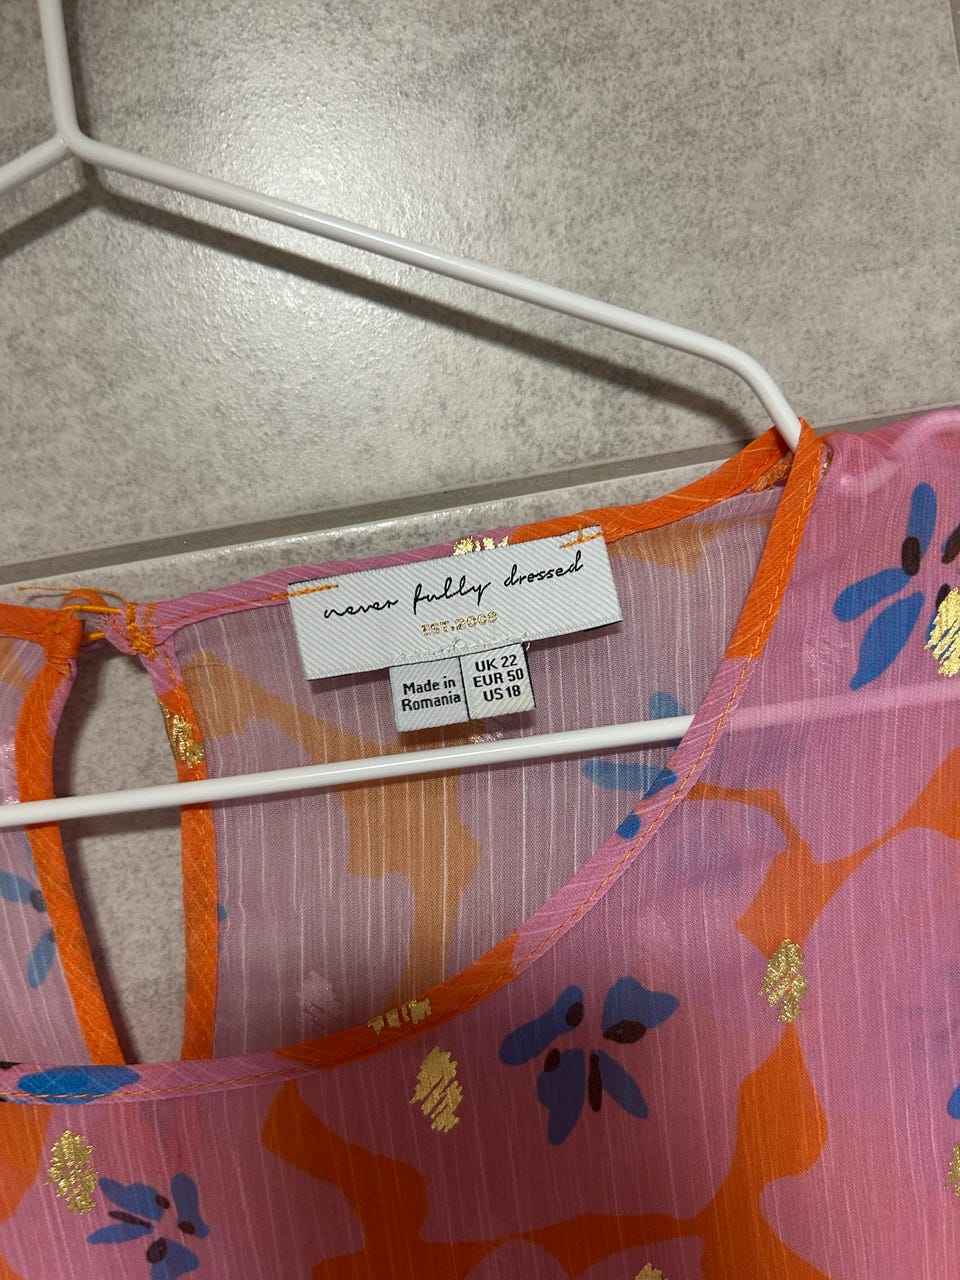 never fully dressed
EST.2009
Made in
Romania
UK 22
EUR 50
US 18